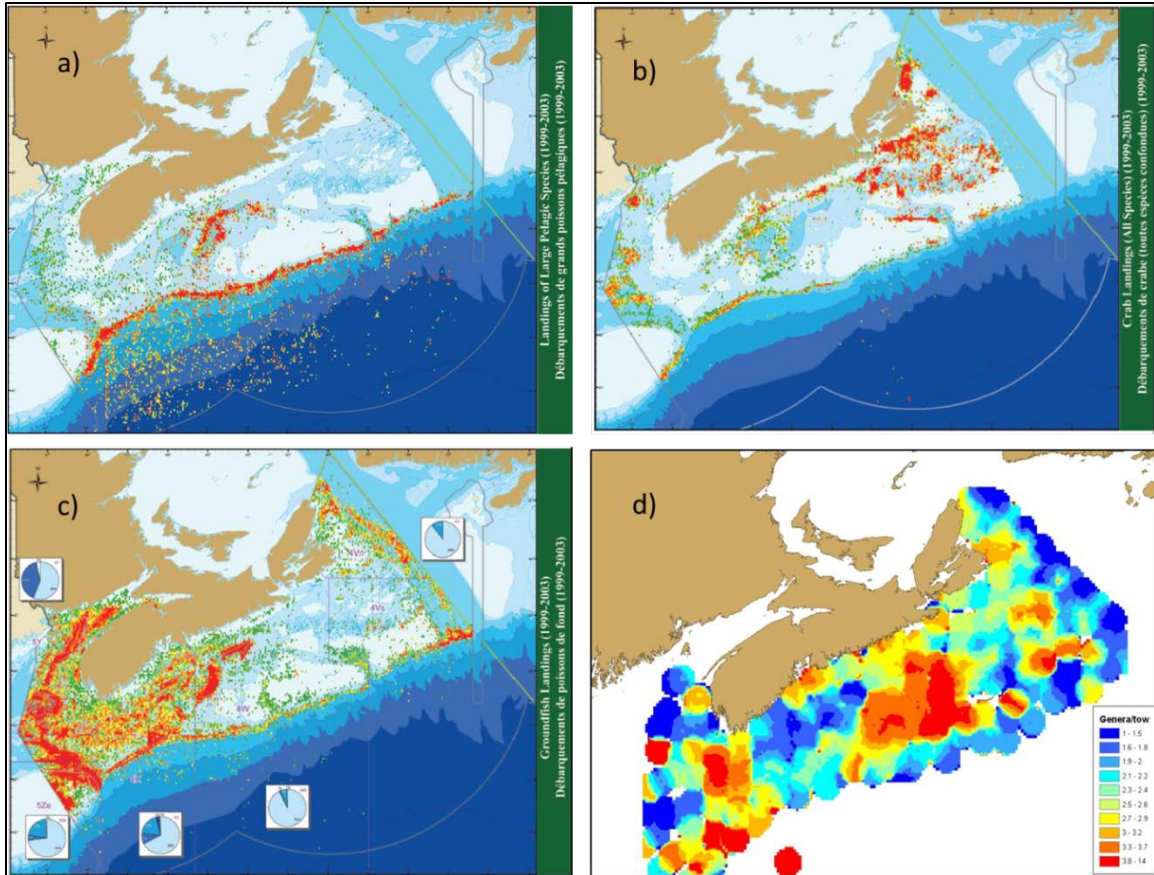 a)
Landings of Large Pelagic Species (1999-2003)
Débarquements de grands poissons pélagiques (1999-2003)
b)
Crab Landings (All Species) (1999-2003)
Débarquements de crabe (toutes espèces confondues) (1999-2003)
c)
4Vn
4Vs
4W
5Y
5Ze
Groundfish Landings (1999-2003)
Débarquements de poissons de fond (1999-2003)
d)
Genera/tow
1 - 1.5
1.6 - 1.8
1.9 - 2
2.1 - 2.2
2.3 - 2.4
2.5 - 2.6
2.7 - 2.9
3 - 3.2
3.3 - 3.7
3.8 - 14